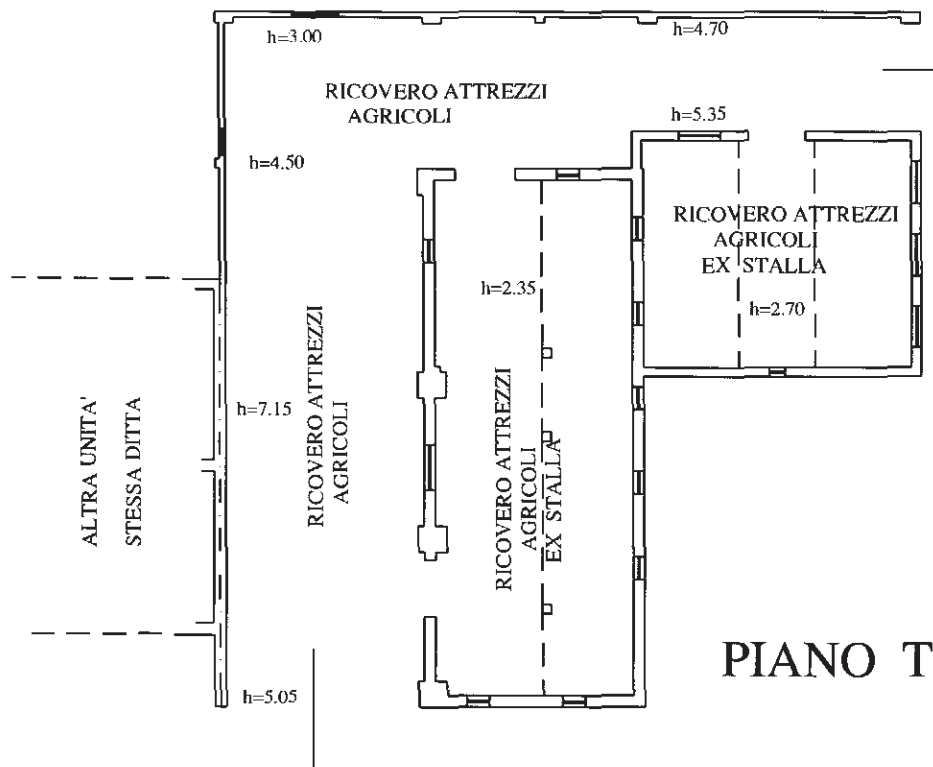 h=3.00
h=4.70
RICOVERO ATTREZZI
AGRICOLI
h=5.35
h=4.50
RICOVERO ATTREZZI
AGRICOLI
EX STALLA
h=2.35
h=2.70
ALTRA UNITA'
STESSA DITTA
h=7.15
RICOVERO ATTREZZI
AGRICOLI
RICOVERO ATTREZZI
AGRICOLI
EX STALLA
PIANO T
h=5.05